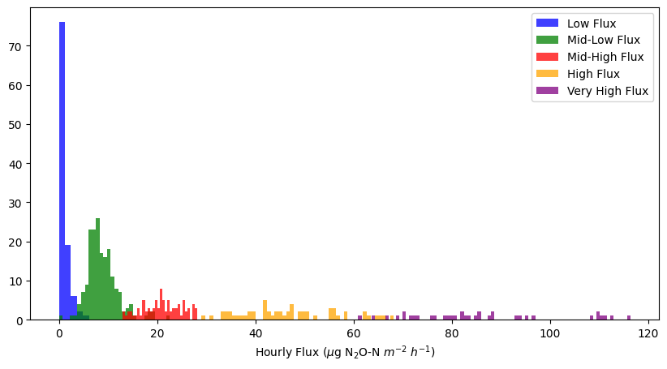 Low Flux
Mid-Low Flux
Mid-High Flux
High Flux
Very High Flux
70
60
50
40
30
20
10
0
0 20 40 60 80 100 120
Hourly Flux (μg N₂O-N m⁻² h⁻¹)